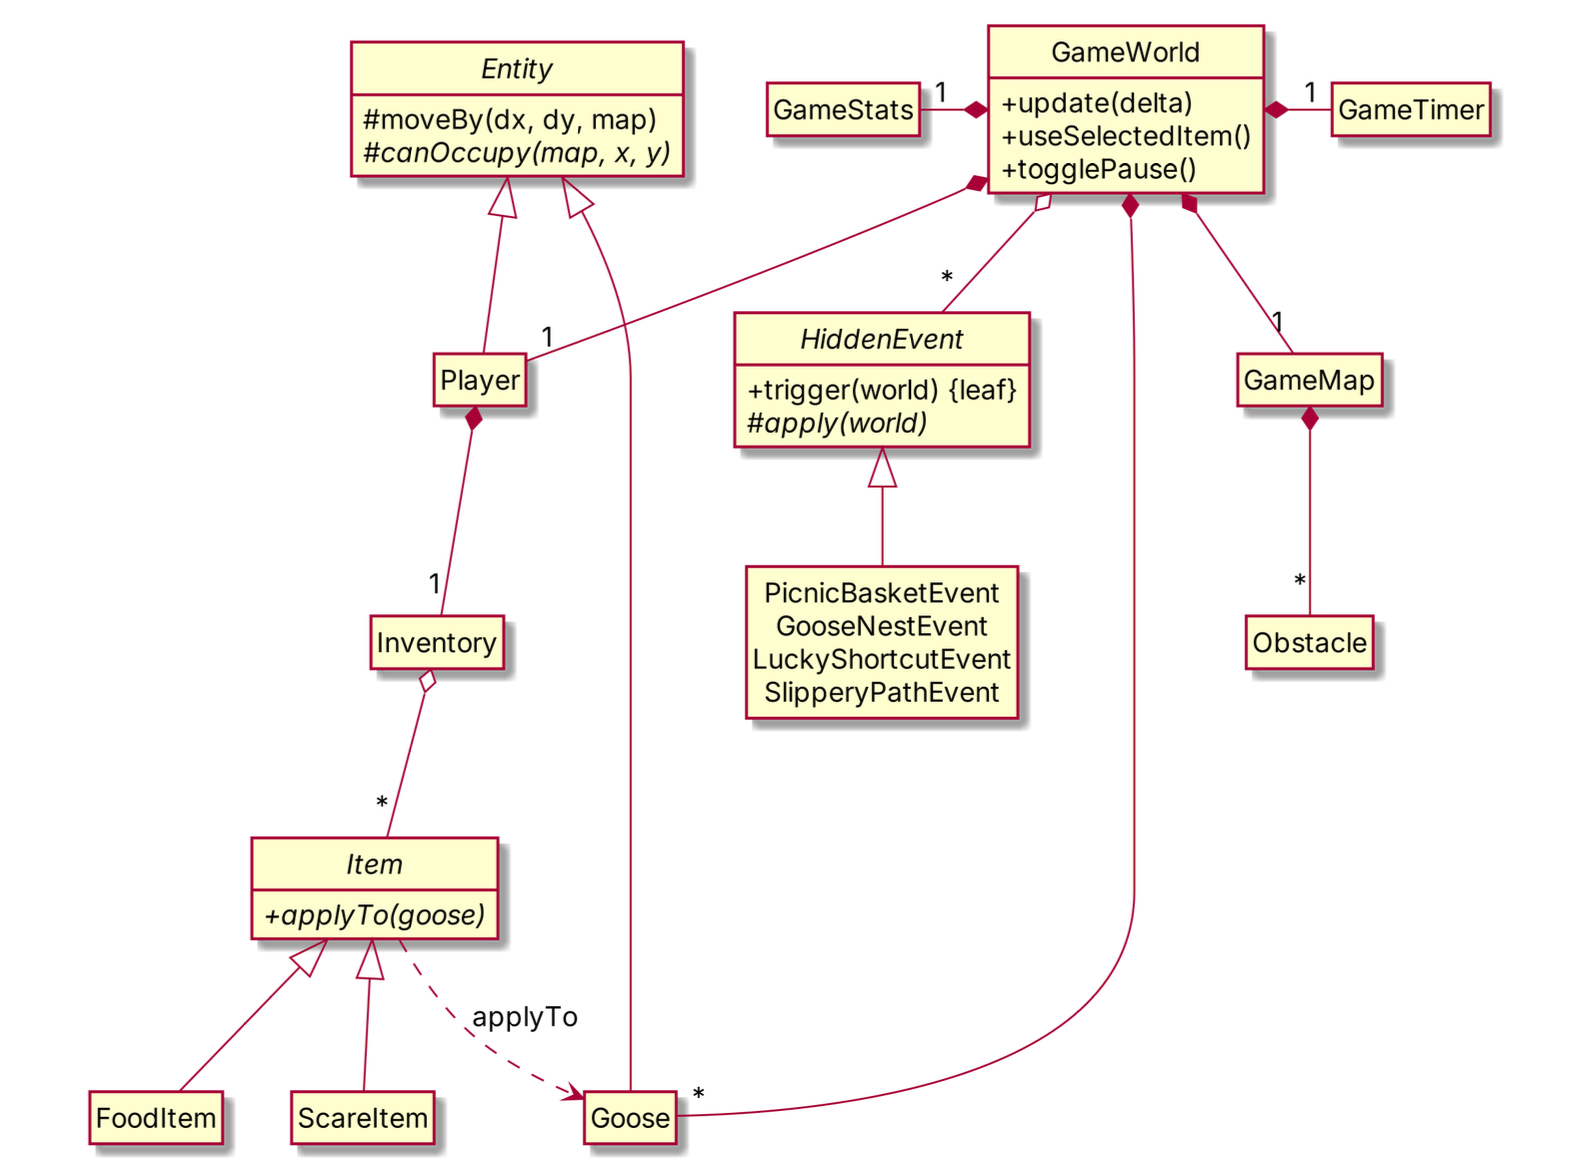 Entity
#moveBy(dx, dy, map)
#canOccupy(map, x, y)
GameStats
1
GameWorld
+update(delta)
+useSelectedItem()
+togglePause()
1
GameTimer
*
1
1
Player
HiddenEvent
+trigger(world) {leaf}
#apply(world)
GameMap
1
*
PicnicBasketEvent
GooseNestEvent
LuckyShortcutEvent
SlipperyPathEvent
Inventory
Obstacle
*
Item
+applyTo(goose)
applyTo
FoodItem
ScareItem
Goose
*